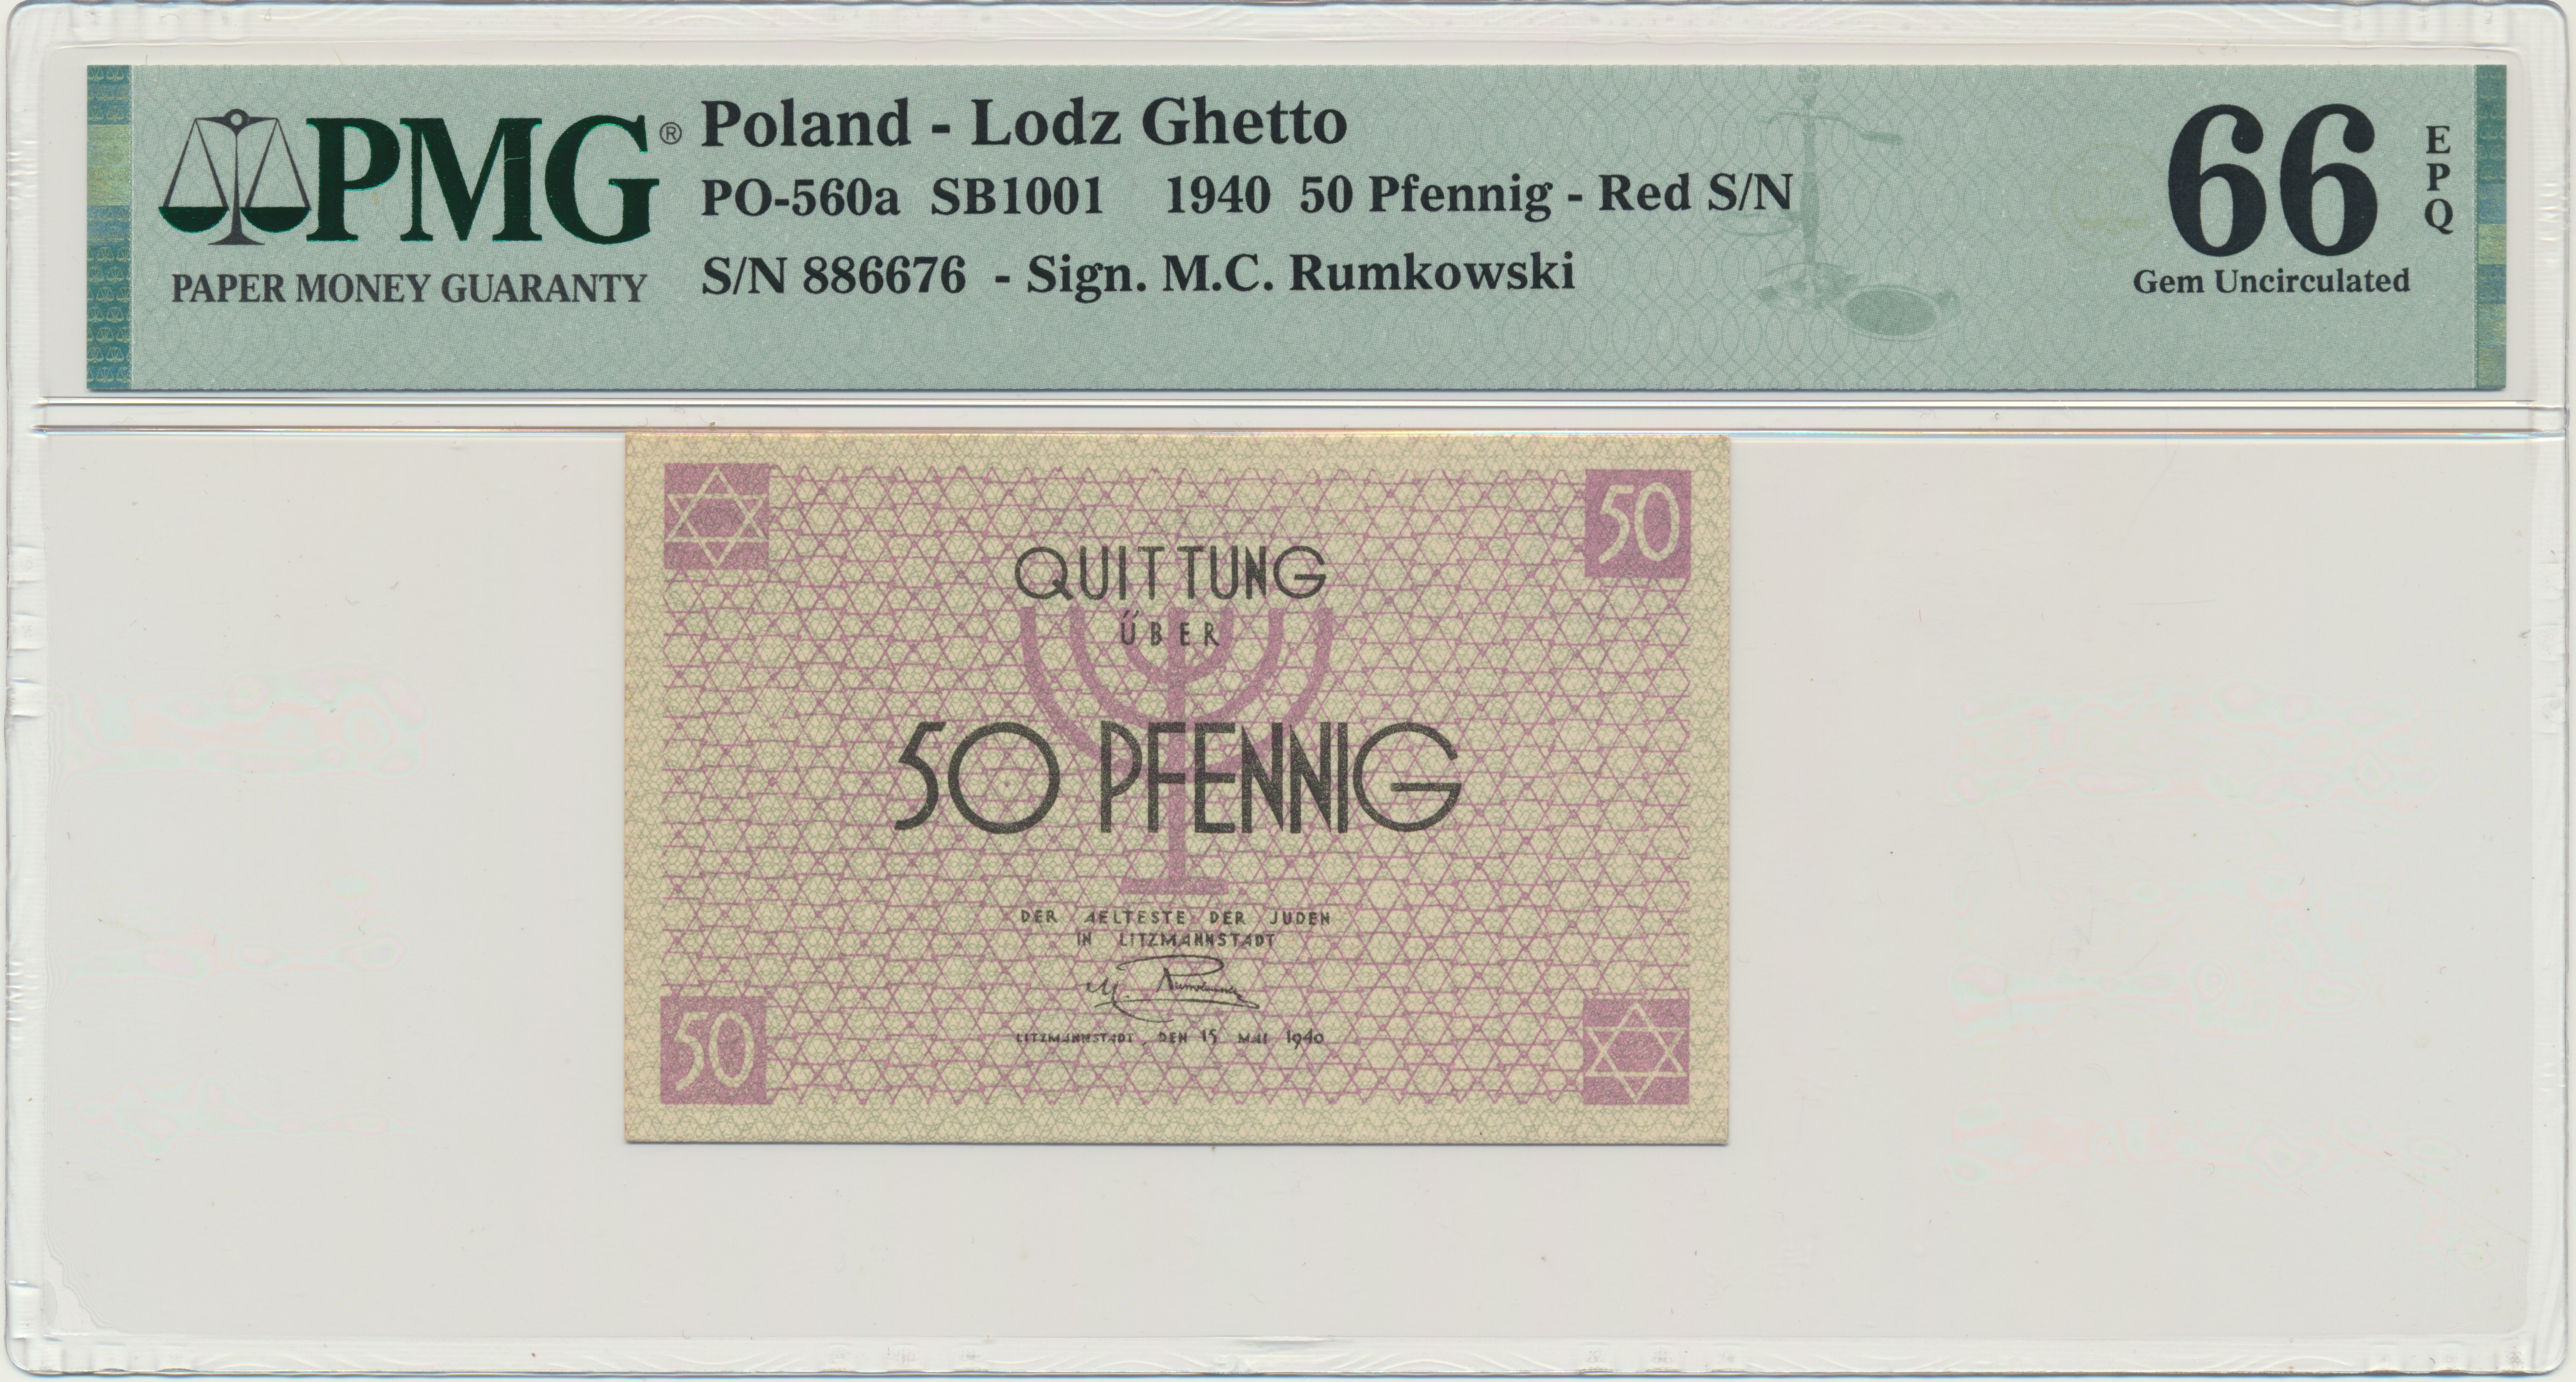 PMG®
PAPER MONEY GUARANTY
Poland - Lodz Ghetto
PO-560a SB1001 1940 50 Pfennig - Red S/N
S/N 886676 - Sign. M.C. Rumkowski
66
EPQ
Gem Uncirculated
50
QUITTUNG
ÜBER
50 PFENNIG
DER AELTESTE DER JUDEN
IN LITZMANNSTADT
M. Rumkowski
50
LITZMANNSTADT, DEN 15 MAI 1940